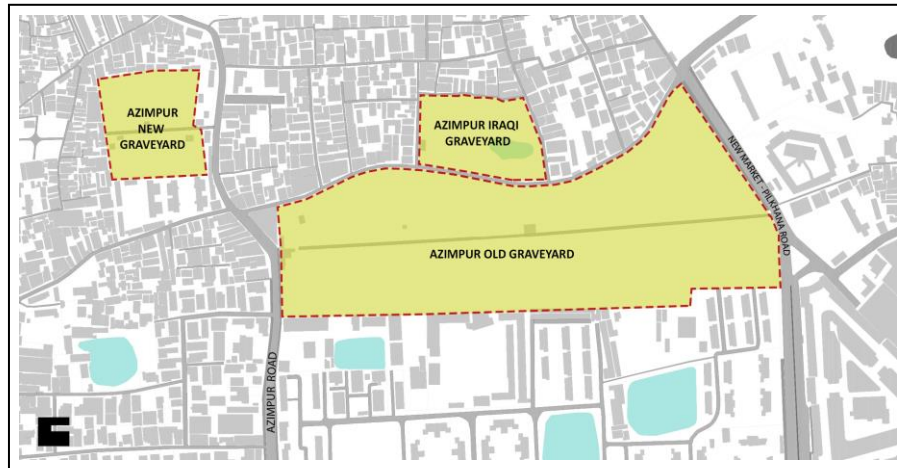 AZIMPUR
NEW
GRAVEYARD
AZIMPUR IRAQI
GRAVEYARD
NEW MARKET - PILKHANA ROAD
AZIMPUR OLD GRAVEYARD
AZIMPUR ROAD